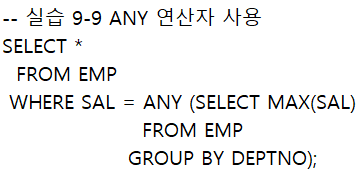 -- 실습 9-9 ANY 연산자 사용
SELECT *
  FROM EMP
 WHERE SAL = ANY (SELECT MAX(SAL)
                    FROM EMP
                  GROUP BY DEPTNO);